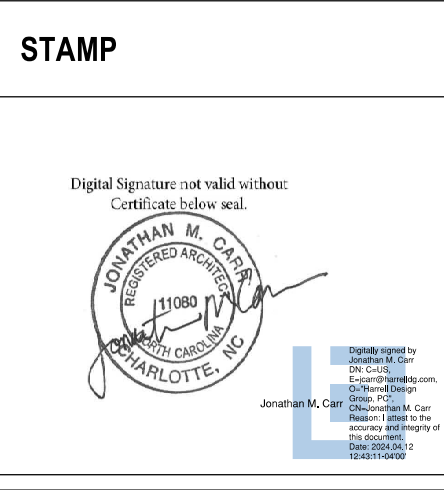 STAMP
Digital Signature not valid without
Certificate below seal.
JONATHAN M. CARR
REGISTERED ARCHITECT
11080
NORTH CAROLINA
CHARLOTTE, NC
Jonathan M. Carr
Digitally signed by
Jonathan M. Carr
DN: C=US,
E=jcarr@harrelldg.com,
O="Harrell Design
Group, PC",
CN=Jonathan M. Carr
Reason: I attest to the
accuracy and integrity of
this document.
Date: 2024.04.12
12:43:11-04'00'